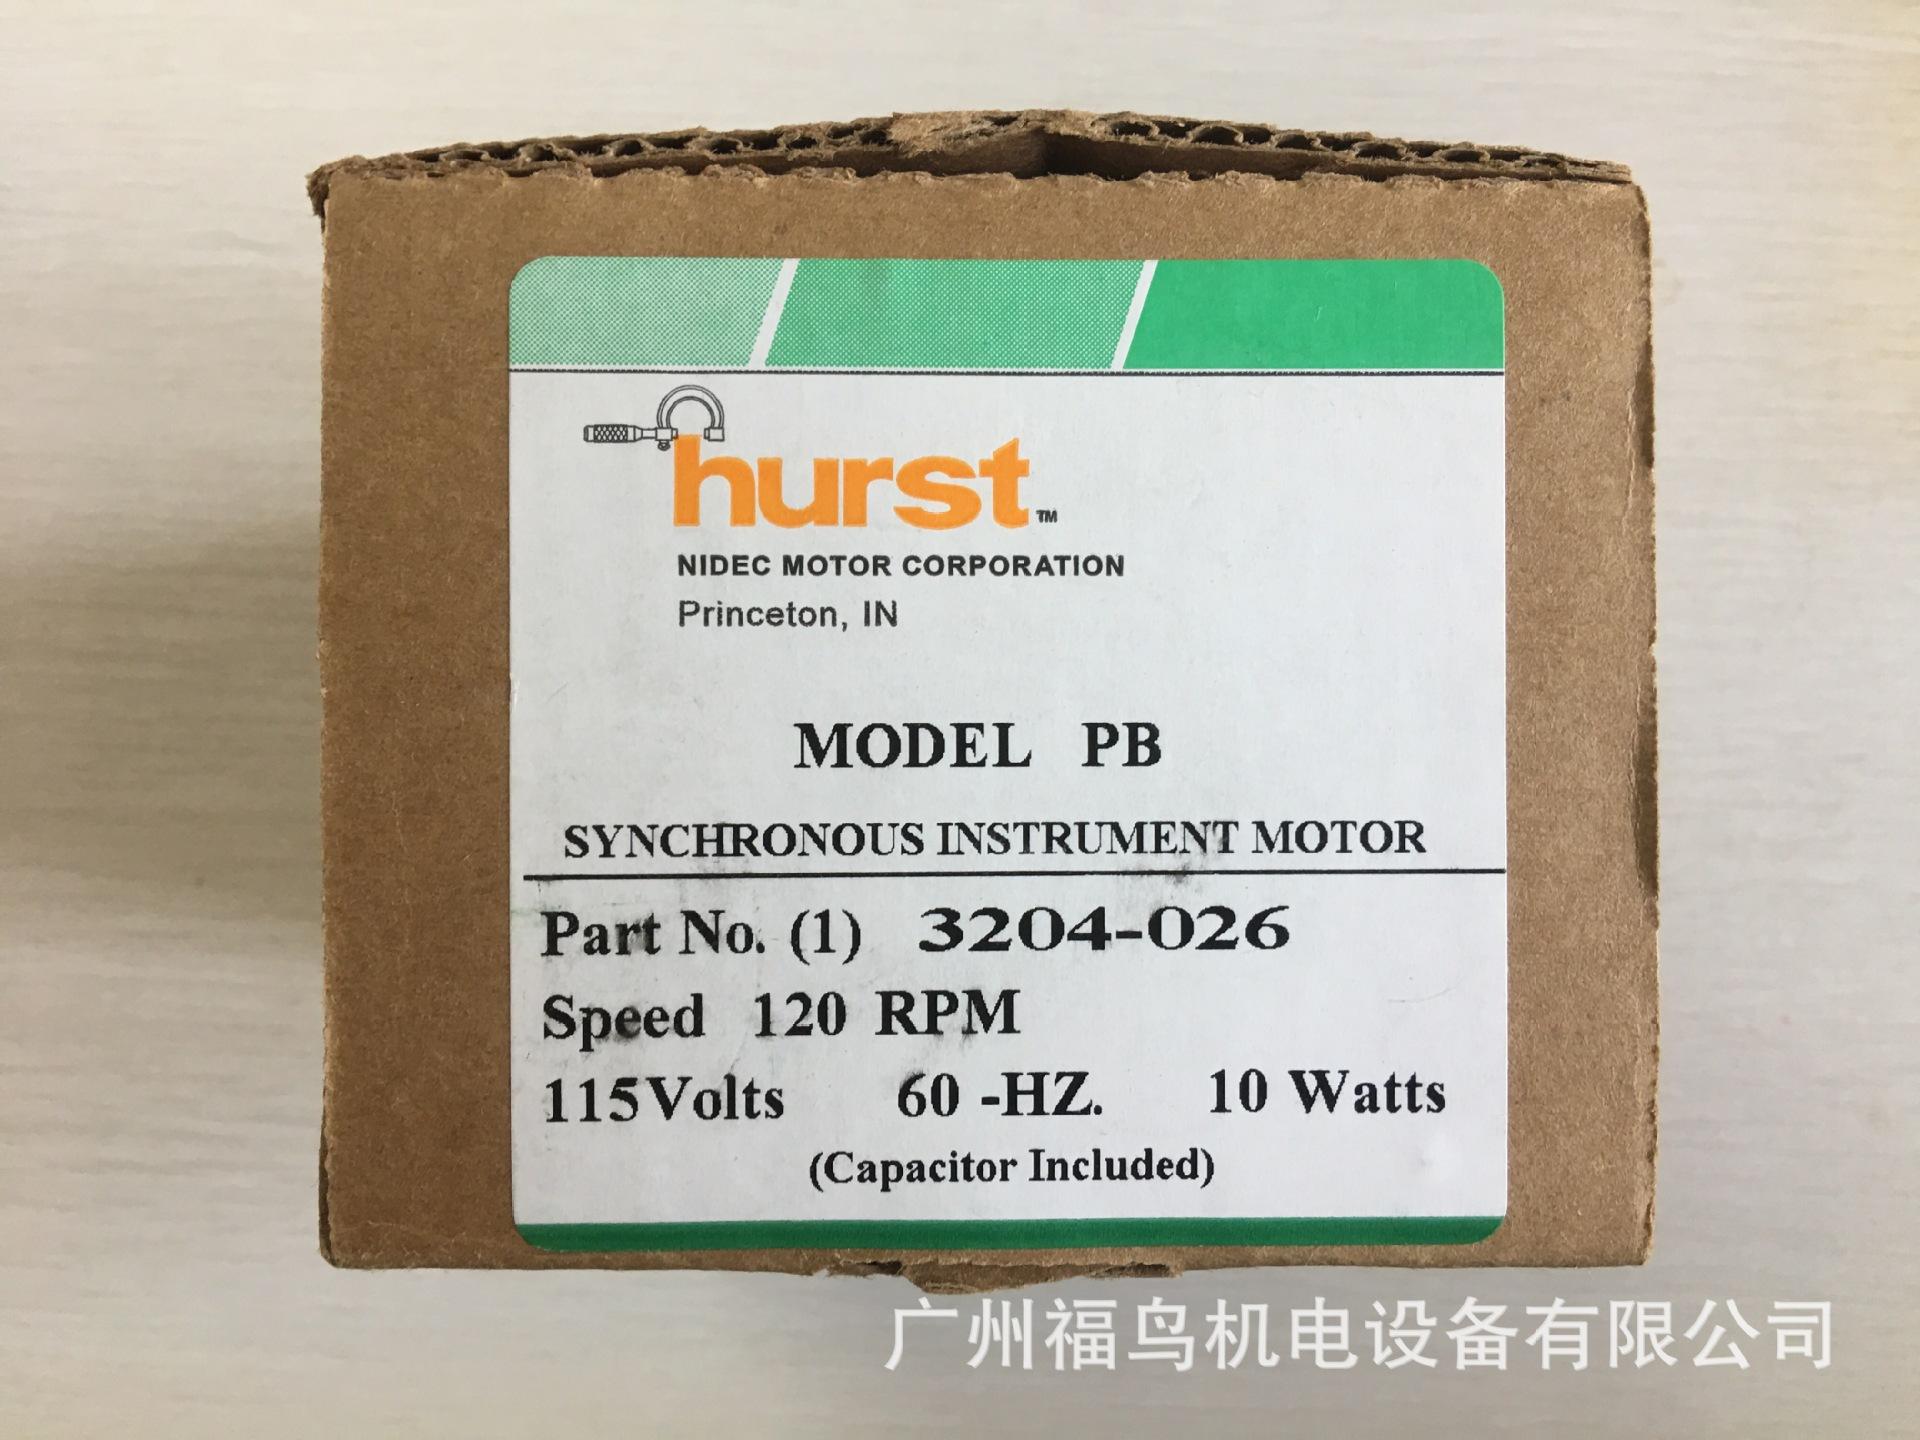 hurst™
NIDEC MOTOR CORPORATION
Princeton, IN
MODEL PB
SYNCHRONOUS INSTRUMENT MOTOR
Part No. (1) 3204-026
Speed 120 RPM
115Volts 60 -HZ. 10 Watts
(Capacitor Included)
广州福鸟机电设备有限公司